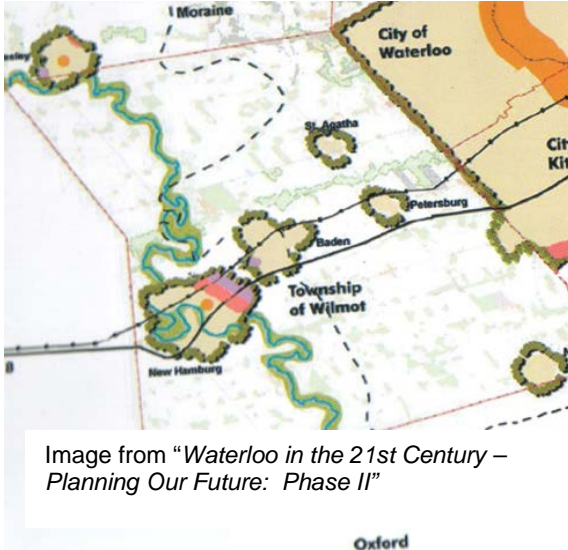 Moraine
City of
Waterloo
St. Agatha
Petersburg
Baden
Township
of Wilmot
New Hamburg
Image from “Waterloo in the 21st Century –
Planning Our Future: Phase II”
Oxford